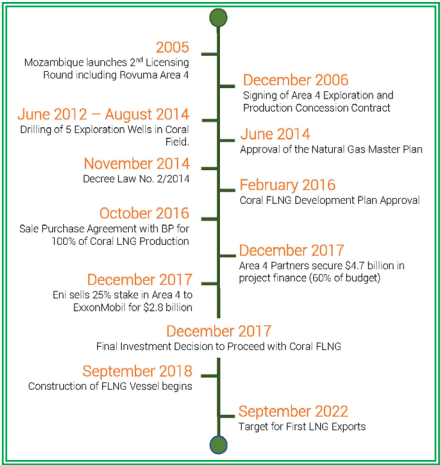 2005
Mozambique launches 2nd Licensing
Round including Rovuma Area 4
December 2006
Signing of Area 4 Exploration and
Production Concession Contract
June 2012 – August 2014
Drilling of 5 Exploration Wells in Coral
Field.
June 2014
Approval of the Natural Gas Master Plan
November 2014
Decree Law No. 2/2014
February 2016
Coral FLNG Development Plan Approval
October 2016
Sale Purchase Agreement with BP for
100% of Coral LNG Production
December 2017
Area 4 Partners secure $4.7 billion in
project finance (60% of budget)
December 2017
Eni sells 25% stake in Area 4 to
ExxonMobil for $2.8 billion
December 2017
Final Investment Decision to Proceed with Coral FLNG
September 2018
Construction of FLNG Vessel begins
September 2022
Target for First LNG Exports